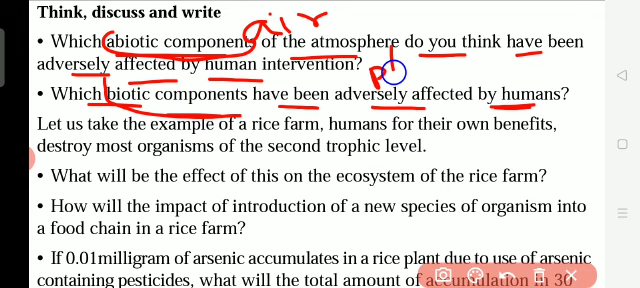 Think, discuss and write
air
• Which abiotic components of the atmosphere do you think have been
adversely affected by human intervention?
pl
• Which biotic components have been adversely affected by humans?
Let us take the example of a rice farm, humans for their own benefits,
destroy most organisms of the second trophic level.
• What will be the effect of this on the ecosystem of the rice farm?
• How will the impact of introduction of a new species of organism into
a food chain in a rice farm?
• If 0.01milligram of arsenic accumulates in a rice plant due to use of arsenic
containing pesticides, what will the total amount of accumulation in 30